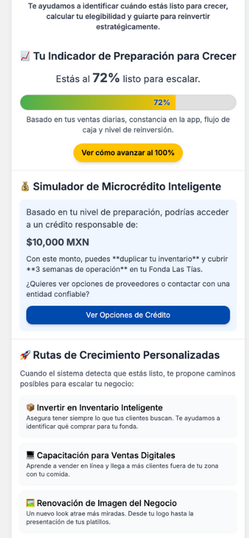 Te ayudamos a identificar cuándo estás listo para crecer,
calcular tu elegibilidad y guiarte para reinvertir
estratégicamente.
📈 Tu Indicador de Preparación para Crecer
Estás al 72% listo para escalar.
72%
Basado en tus ventas diarias, constancia en la app, flujo de
caja y nivel de reinversión.
Ver cómo avanzar al 100%
💰 Simulador de Microcrédito Inteligente
Basado en tu nivel de preparación, podrías acceder
a un crédito responsable de:
$10,000 MXN
Con este monto, puedes **duplicar tu inventario** y cubrir
**3 semanas de operación** en tu Fonda Las Tías.
¿Quieres ver opciones de proveedores o contactar con una
entidad confiable?
Ver Opciones de Crédito
🚀 Rutas de Crecimiento Personalizadas
Cuando el sistema detecta que estás listo, te propone caminos
posibles para escalar tu negocio:
📦 Invertir en Inventario Inteligente
Asegura tener siempre lo que tus clientes buscan. Te ayudamos a
identificar qué comprar para tu fonda.
💻 Capacitación para Ventas Digitales
Aprende a vender en línea y llega a más clientes fuera de tu zona
con tu comida.
🖼️ Renovación de Imagen del Negocio
Un nuevo look atrae más miradas. Desde tu logo hasta la
presentación de tus platillos.